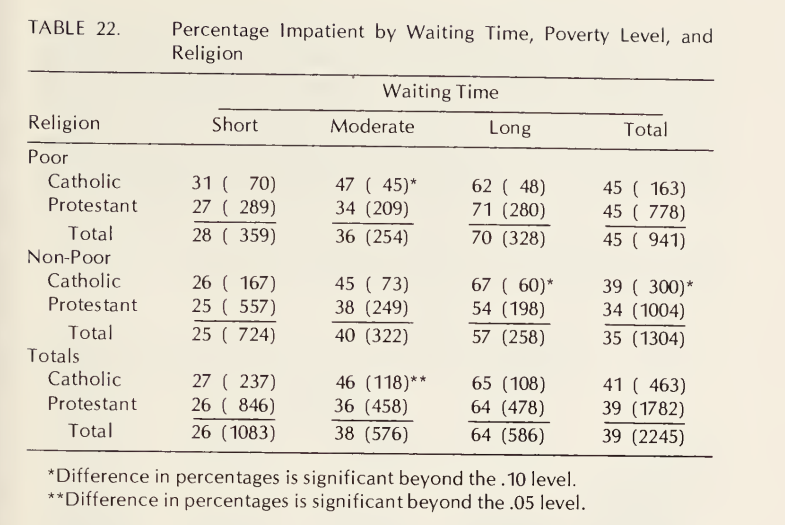 TABLE 22. Percentage Impatient by Waiting Time, Poverty Level, and
Religion
Waiting Time
Religion Short Moderate Long Total
Poor
Catholic 31 ( 70) 47 ( 45)* 62 ( 48) 45 ( 163)
Protestant 27 ( 289) 34 (209) 71 (280) 45 ( 778)
Total 28 ( 359) 36 (254) 70 (328) 45 ( 941)
Non-Poor
Catholic 26 ( 167) 45 ( 73) 67 ( 60)* 39 ( 300)*
Protestant 25 ( 557) 38 (249) 54 (198) 34 (1004)
Total 25 ( 724) 40 (322) 57 (258) 35 (1304)
Totals
Catholic 27 ( 237) 46 (118)** 65 (108) 41 ( 463)
Protestant 26 ( 846) 36 (458) 64 (478) 39 (1782)
Total 26 (1083) 38 (576) 64 (586) 39 (2245)
*Difference in percentages is significant beyond the .10 level.
**Difference in percentages is significant beyond the .05 level.